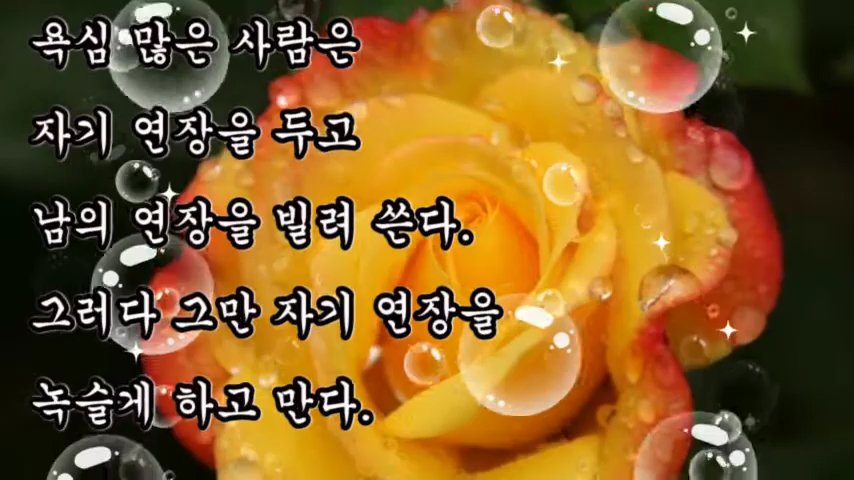 욕심 많은 사람은
자기 연장을 두고
남의 연장을 빌려 쓴다.
그러다 그만 자기 연장을
녹슬게 하고 만다.